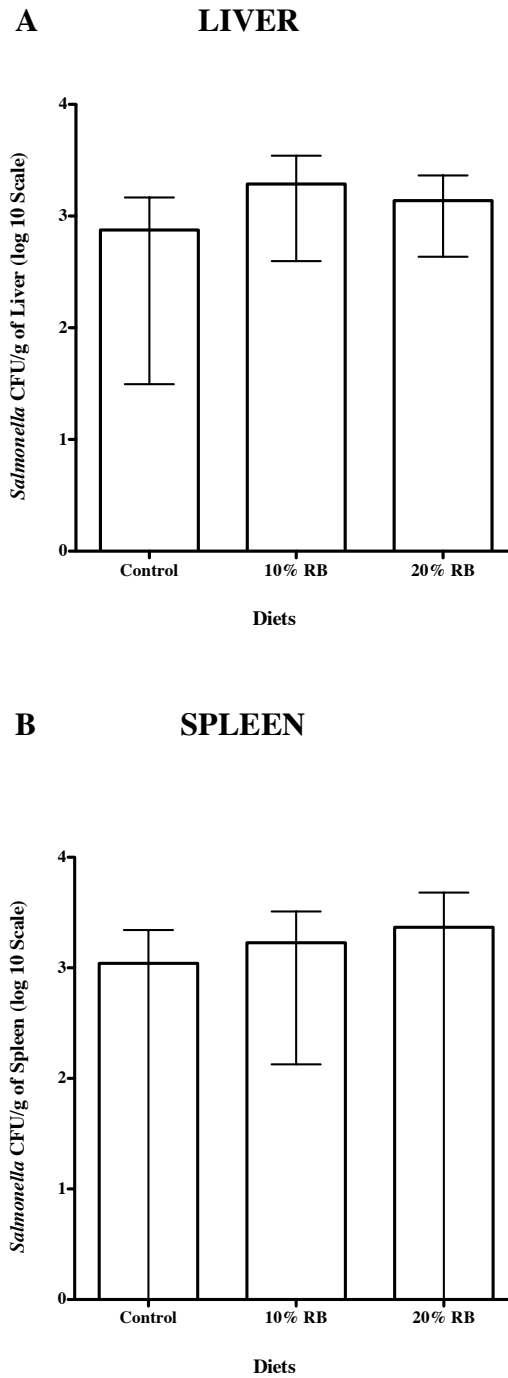 A LIVER
Salmonella CFU/g of Liver (log 10 Scale)
4
3
2
1
0
Control 10% RB 20% RB
Diets
B SPLEEN
Salmonella CFU/g of Spleen (log 10 Scale)
4
3
2
1
0
Control 10% RB 20% RB
Diets